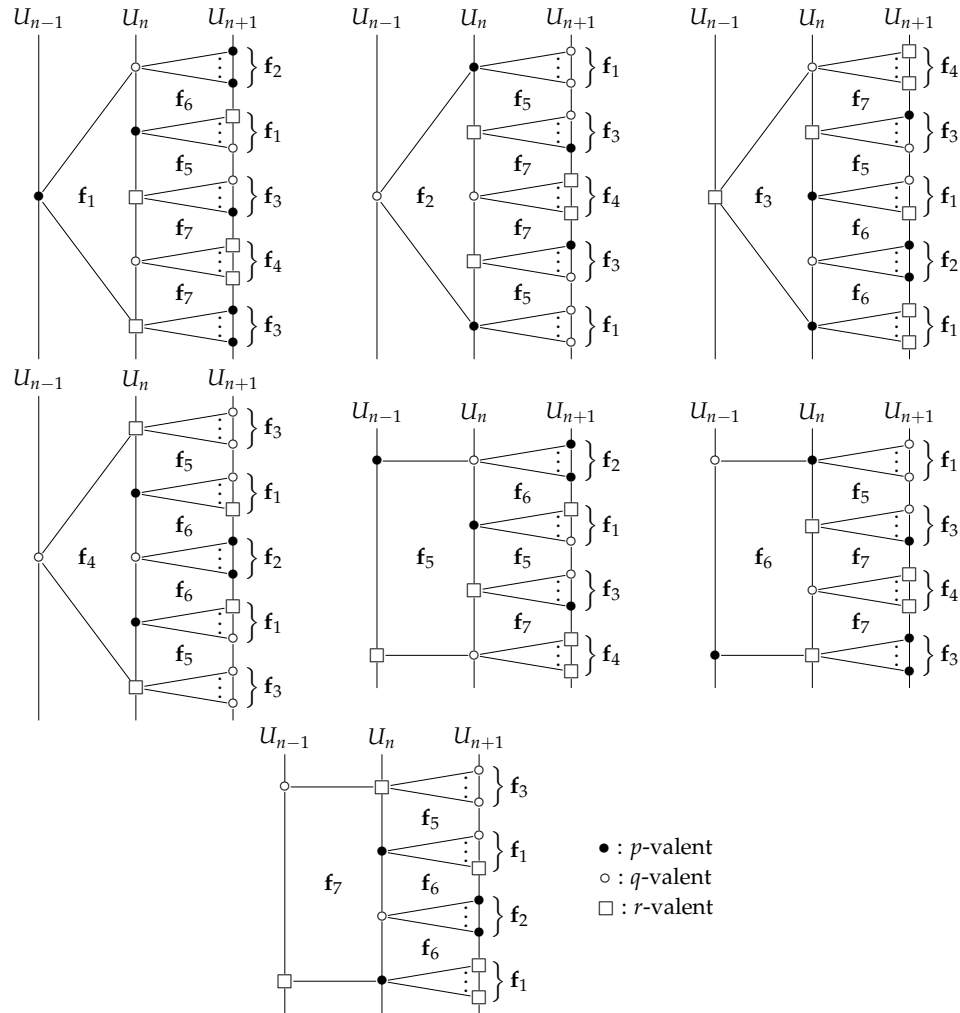 U_{n−1} U_n U_{n+1} U_{n−1} U_n U_{n+1} U_{n−1} U_n U_{n+1}
} f_2 } f_1 } f_4
f_6 f_5 f_7
} f_1 } f_3 } f_3
f_5 f_7 f_5
f_1 } f_3 f_2 } f_4 f_3 } f_1
f_7 f_7 f_6
} f_4 } f_3 } f_2
f_7 f_5 f_6
} f_3 } f_1 } f_1
U_{n−1} U_n U_{n+1} U_{n−1} U_n U_{n+1} U_{n−1} U_n U_{n+1}
} f_3
f_5 } f_2 } f_1
} f_1 f_6 f_5
f_6 } f_1 } f_3
f_4 } f_2 f_5 f_5 f_6 f_7
f_6 } f_3 } f_4
} f_1 f_7 f_7
f_5 } f_4 } f_3
} f_3
U_{n−1} U_n U_{n+1}
} f_3
f_5
} f_1 ● : p-valent
f_7 f_6 ○ : q-valent
} f_2 □ : r-valent
f_6
} f_1